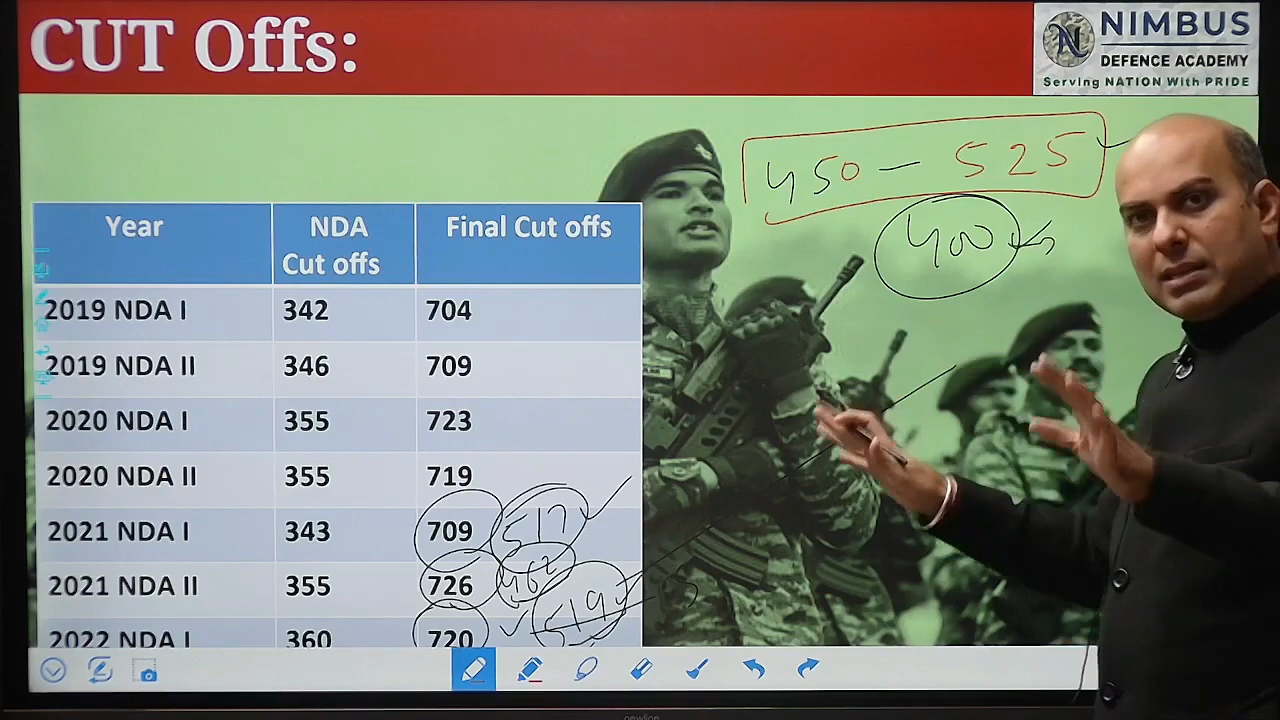 CUT Offs:
NIMBUS
DEFENCE ACADEMY
Serving NATION With PRIDE
450 - 525
400
Year NDA Cut offs Final Cut offs
2019 NDA I 342 704
2019 NDA II 346 709
2020 NDA I 355 723
2020 NDA II 355 719
2021 NDA I 343 709 517
2021 NDA II 355 726 462
2022 NDA I 360 720 519
newline